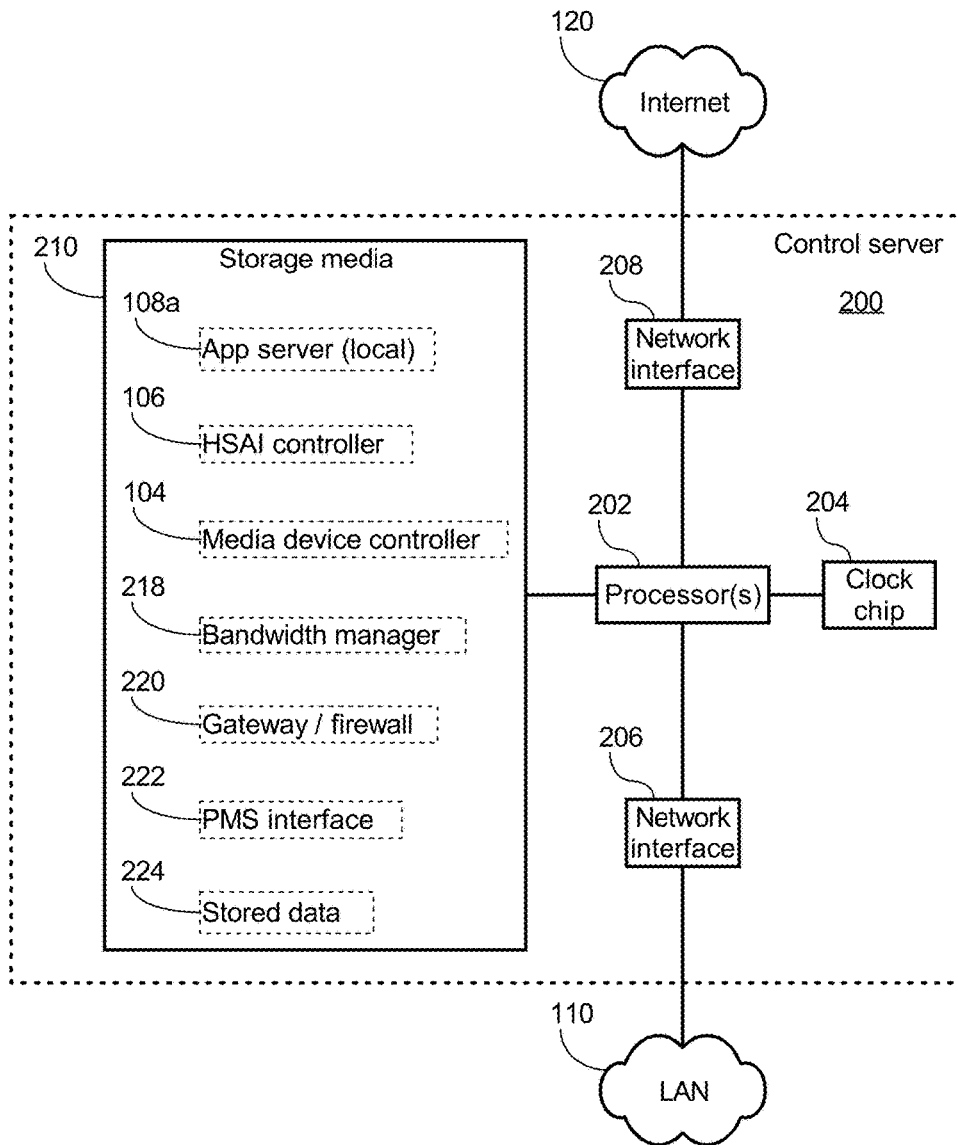 120
Internet
210
Storage media
Control server
200
208
Network
interface
108a
App server (local)
106
HSAI controller
104
Media device controller
202
Processor(s)
204
Clock
chip
218
Bandwidth manager
220
Gateway / firewall
206
Network
interface
222
PMS interface
224
Stored data
110
LAN